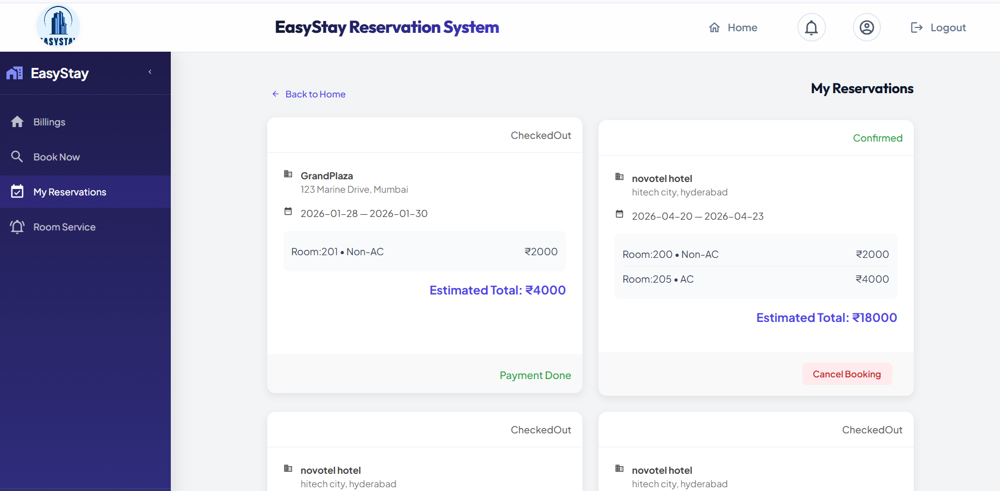 EASYSTAY
EasyStay Reservation System
Home
Logout
EasyStay
Billings
Book Now
My Reservations
Room Service
Back to Home
My Reservations
CheckedOut
GrandPlaza
123 Marine Drive, Mumbai
2026-01-28 — 2026-01-30
Room:201 • Non-AC ₹2000
Estimated Total: ₹4000
Payment Done
Confirmed
novotel hotel
hitech city, hyderabad
2026-04-20 — 2026-04-23
Room:200 • Non-AC ₹2000
Room:205 • AC ₹4000
Estimated Total: ₹18000
Cancel Booking
CheckedOut
novotel hotel
hitech city, hyderabad
CheckedOut
novotel hotel
hitech city, hyderabad